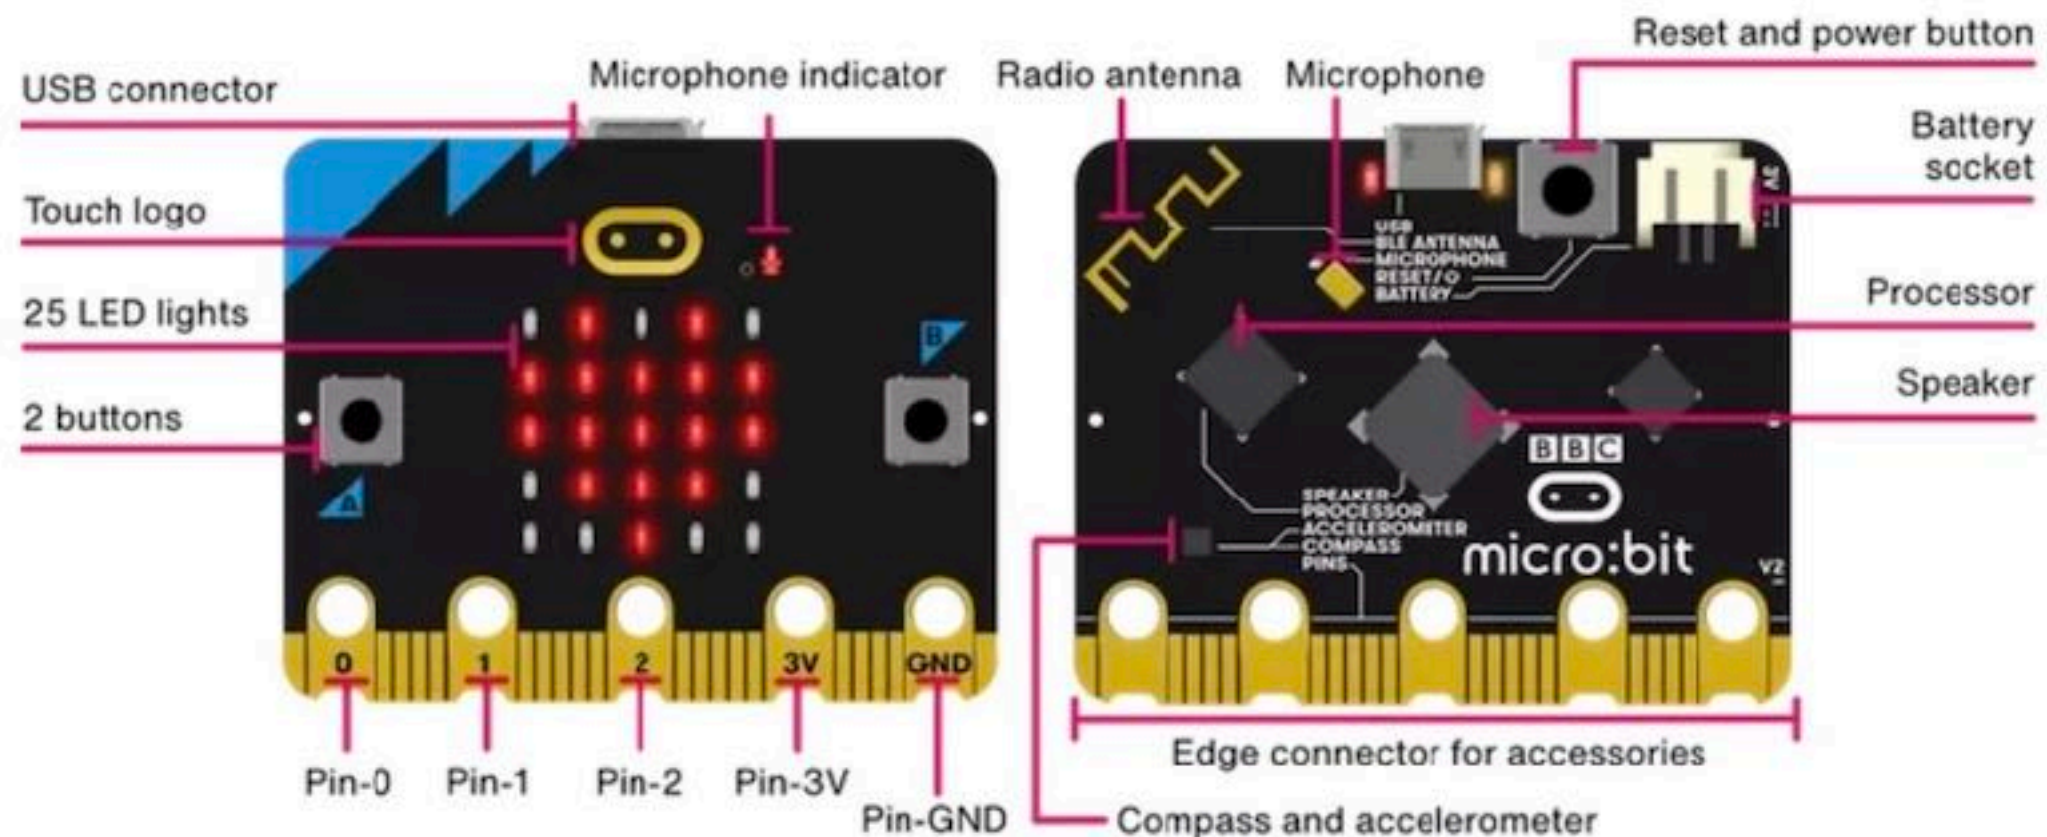 Reset and power button
USB connector
Microphone indicator
Radio antenna
Microphone
Battery
socket
Touch logo
3V
USB
BLE ANTENNA
MICROPHONE
RESET/
BATTERY
25 LED lights
Processor
B
Speaker
2 buttons
BBC
A
SPEAKER
PROCESSOR
ACCELEROMETER
COMPASS
PINS
micro:bit
V2
0
1
2
3V
GND
Pin-0
Pin-1
Pin-2
Pin-3V
Pin-GND
Edge connector for accessories
Compass and accelerometer